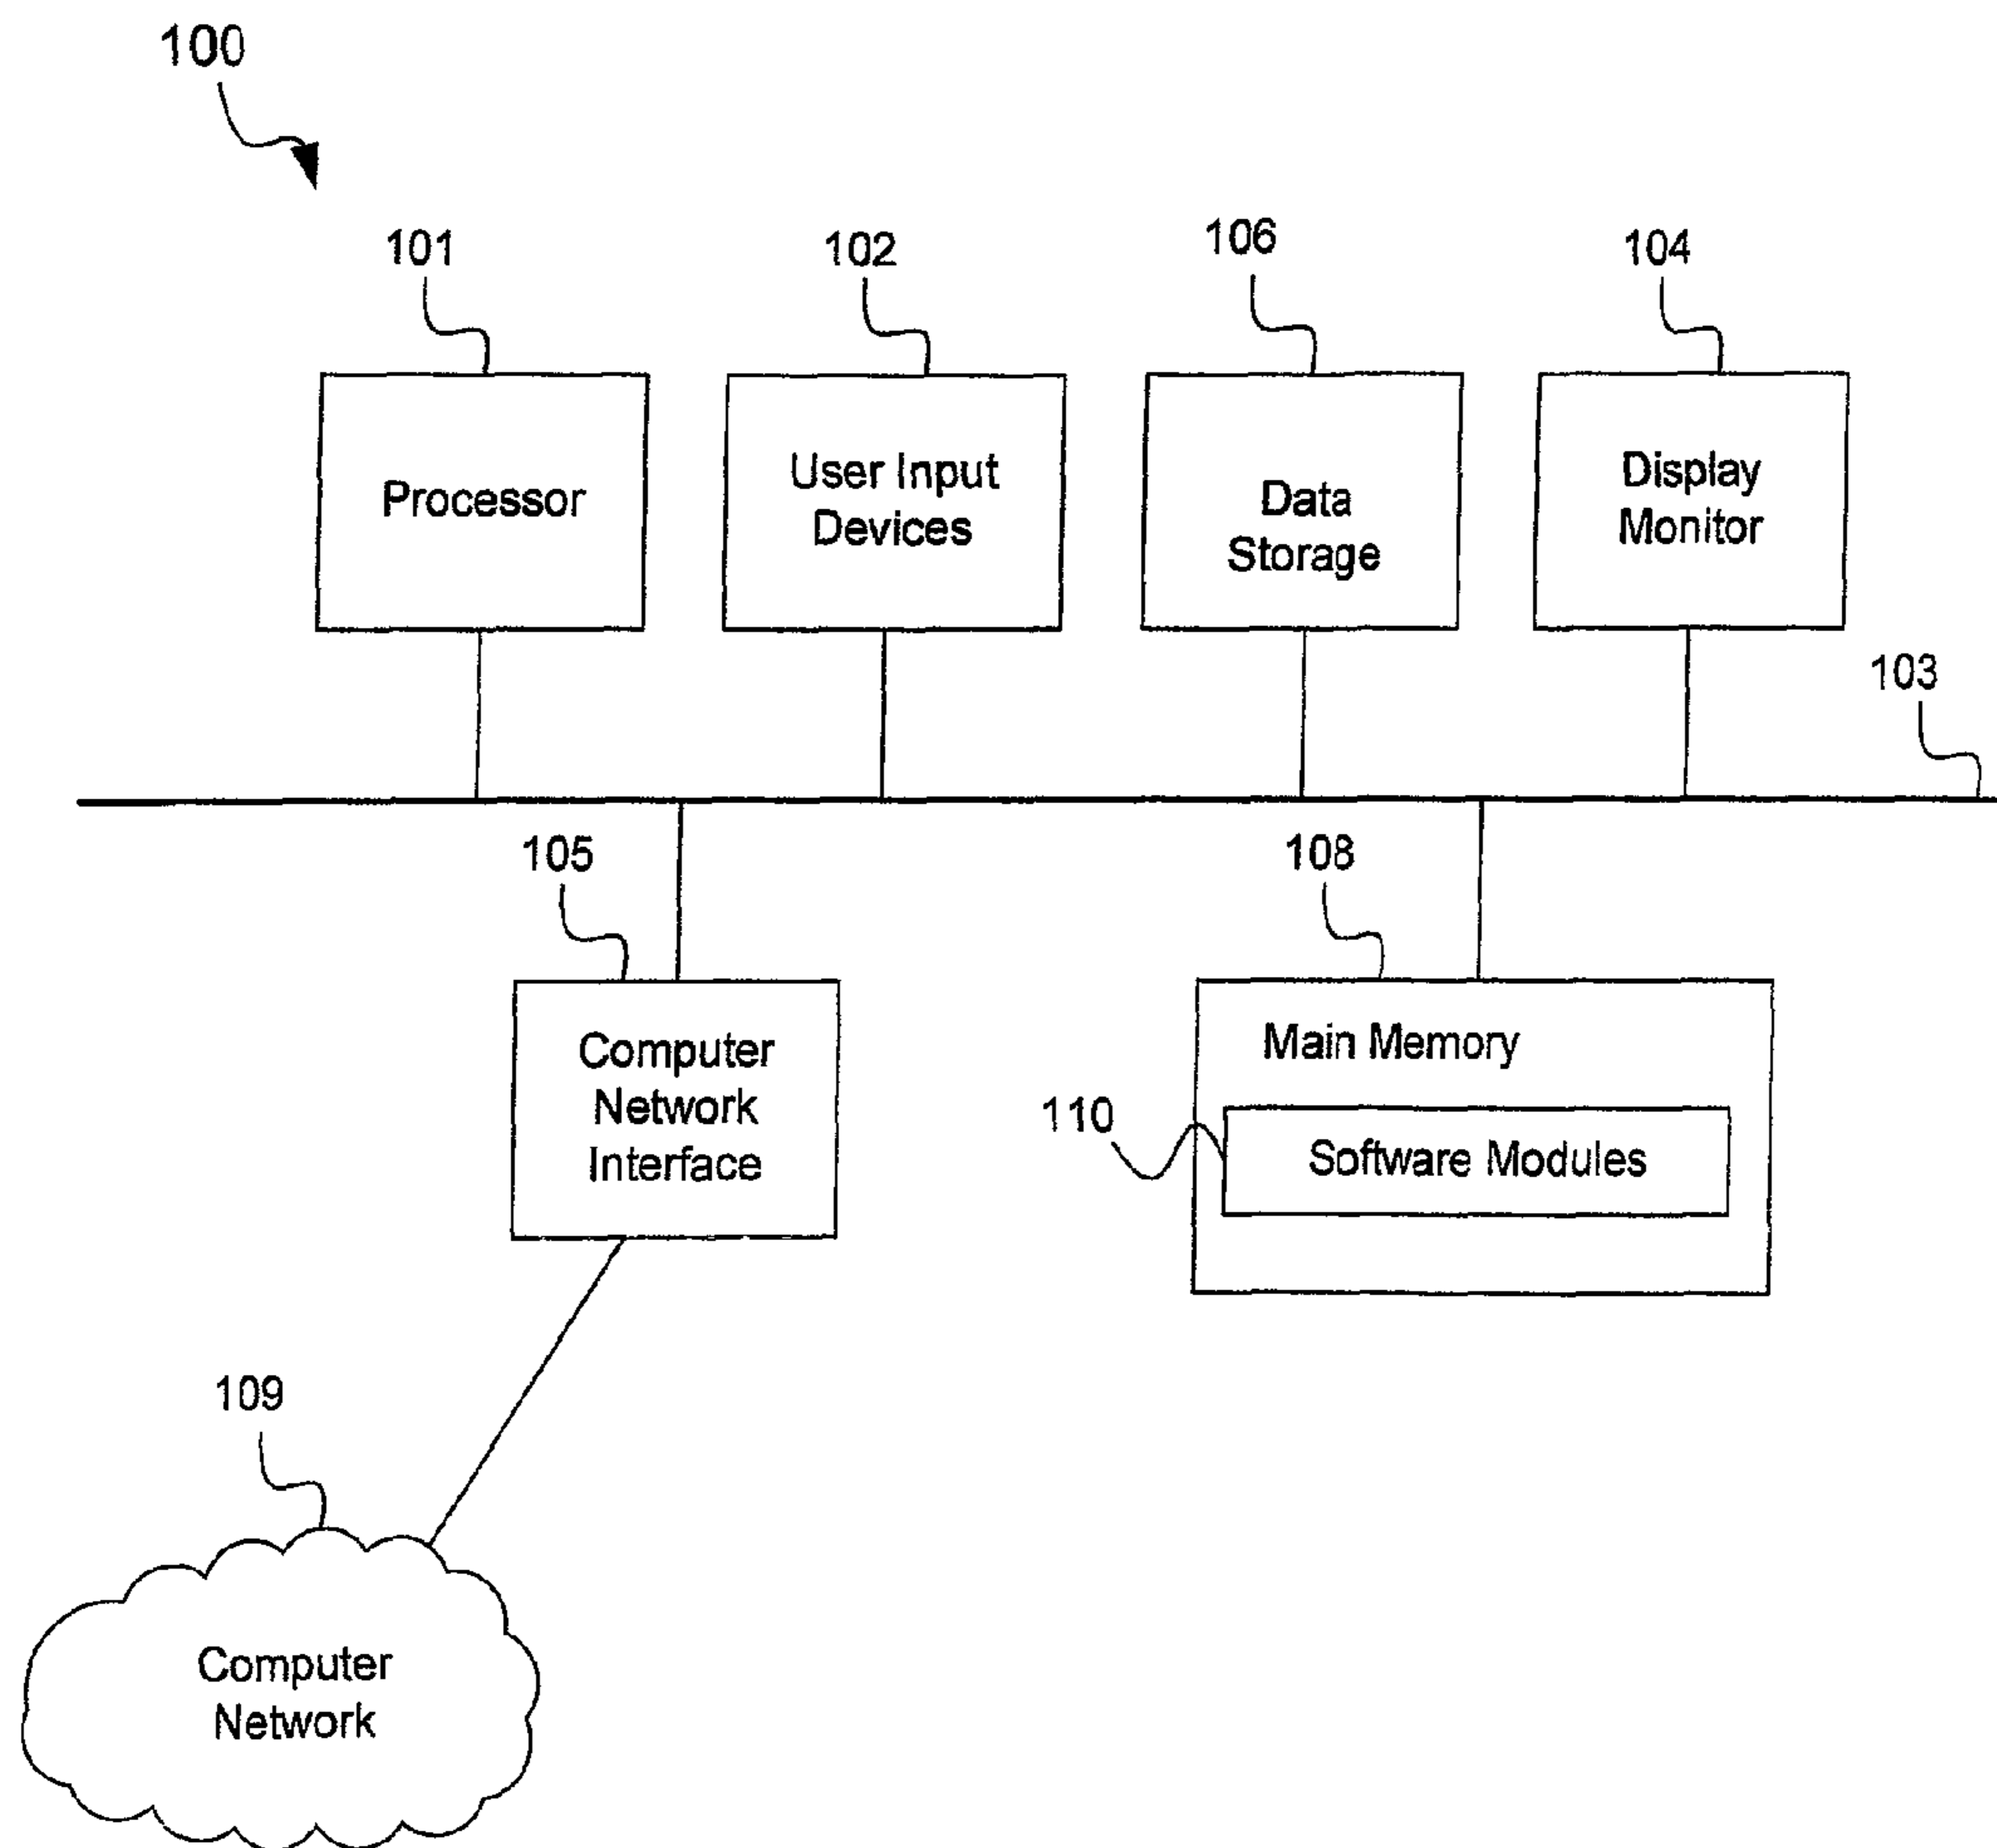 100
101
102
106
104
Processor
User Input
Devices
Data
Storage
Display
Monitor
103
105
108
Computer
Network
Interface
Main Memory
110
Software Modules
109
Computer
Network